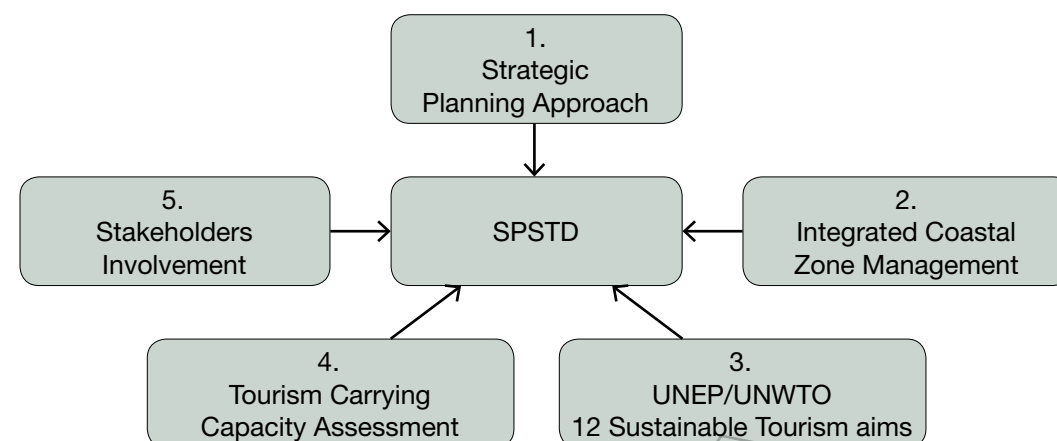 1.
Strategic
Planning Approach
5.
Stakeholders
Involvement
SPSTD
2.
Integrated Coastal
Zone Management
4.
Tourism Carrying
Capacity Assessment
3.
UNEP/UNWTO
12 Sustainable Tourism aims